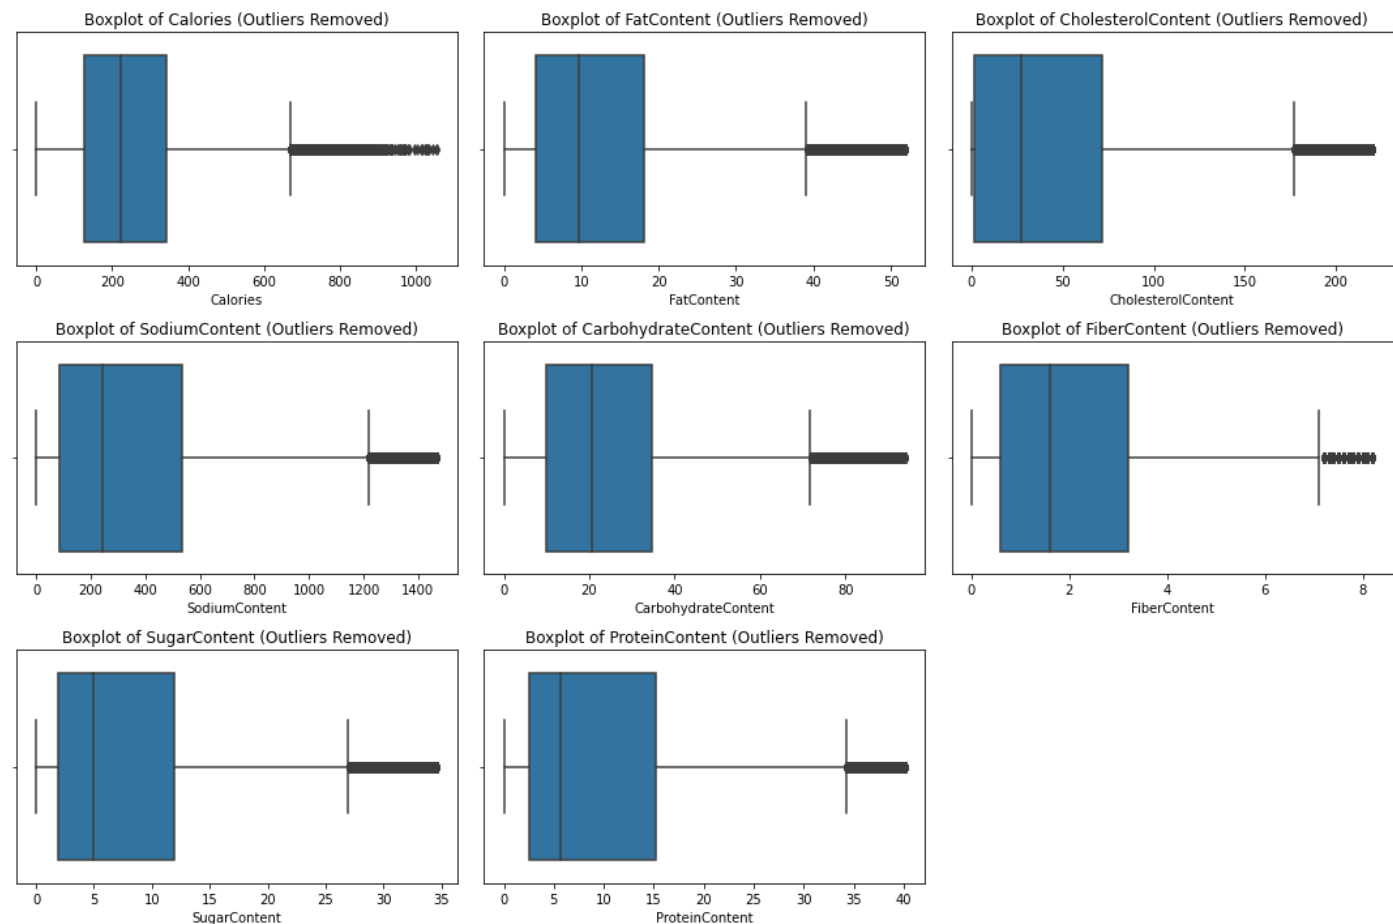 Boxplot of Calories (Outliers Removed)
0 200 400 600 800 1000
Calories
Boxplot of FatContent (Outliers Removed)
0 10 20 30 40 50
FatContent
Boxplot of CholesterolContent (Outliers Removed)
0 50 100 150 200
CholesterolContent
Boxplot of SodiumContent (Outliers Removed)
0 200 400 600 800 1000 1200 1400
SodiumContent
Boxplot of CarbohydrateContent (Outliers Removed)
0 20 40 60 80
CarbohydrateContent
Boxplot of FiberContent (Outliers Removed)
0 2 4 6 8
FiberContent
Boxplot of SugarContent (Outliers Removed)
0 5 10 15 20 25 30 35
SugarContent
Boxplot of ProteinContent (Outliers Removed)
0 5 10 15 20 25 30 35 40
ProteinContent